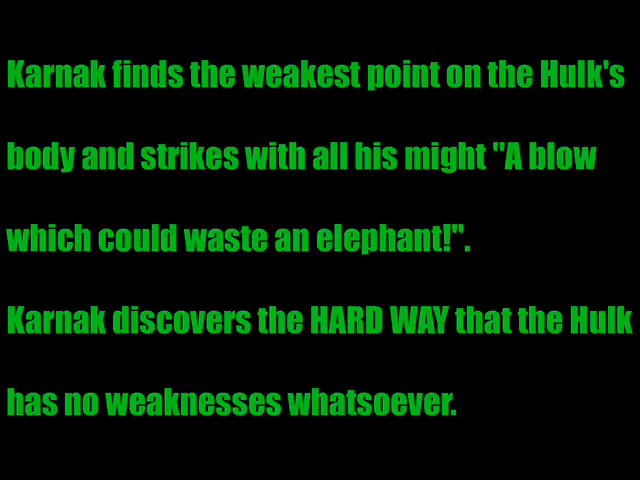 Karnak finds the weakest point on the Hulk's
body and strikes with all his might "A blow
which could waste an elephant!".
Karnak discovers the HARD WAY that the Hulk
has no weaknesses whatsoever.